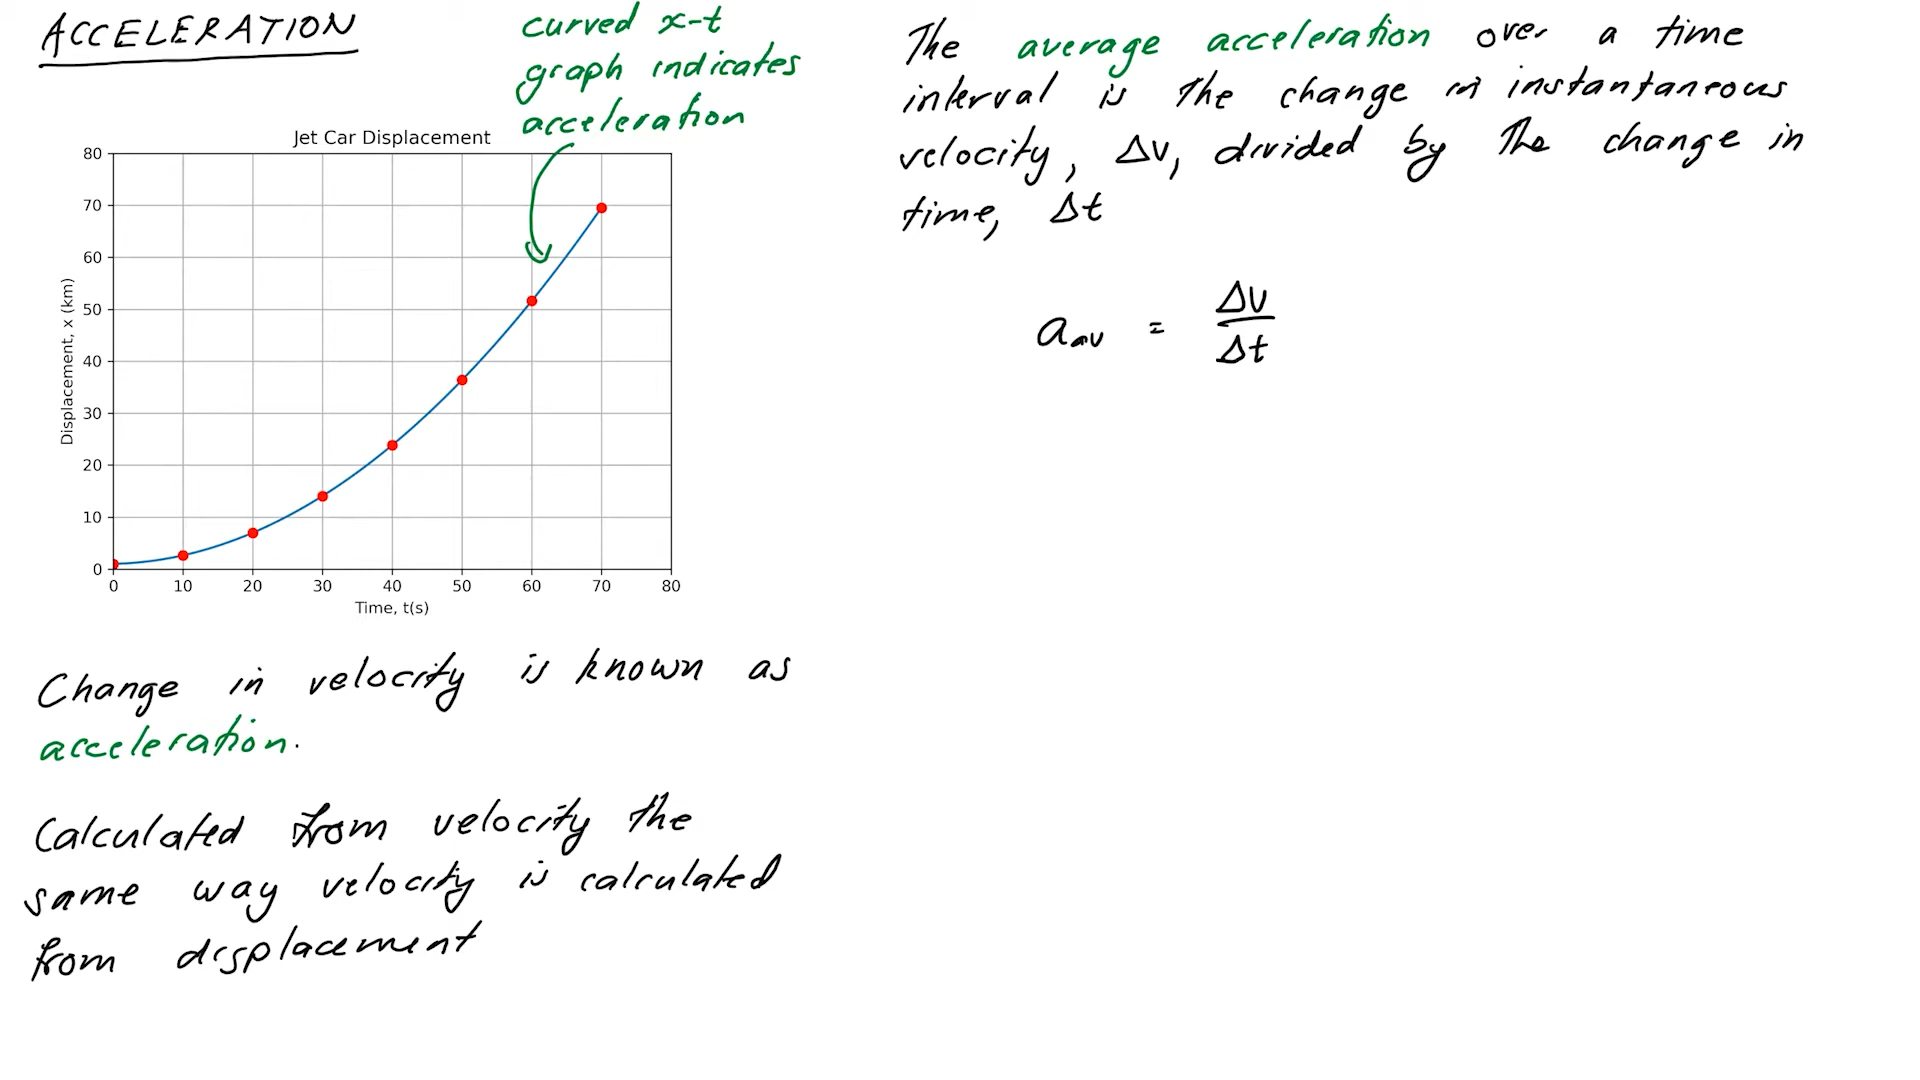 ACCELERATION
curved x-t
graph indicates
acceleration
Jet Car Displacement
80
70
60
50
40
30
20
10
0
Displacement, x (km)
0 10 20 30 40 50 60 70 80
Time, t(s)
Change in velocity is known as
acceleration.
Calculated from velocity the
same way velocity is calculated
from displacement
The average acceleration over a time
interval is the change in instantaneous
velocity, Δv, divided by the change in
time, Δt
a_av = Δv/Δt